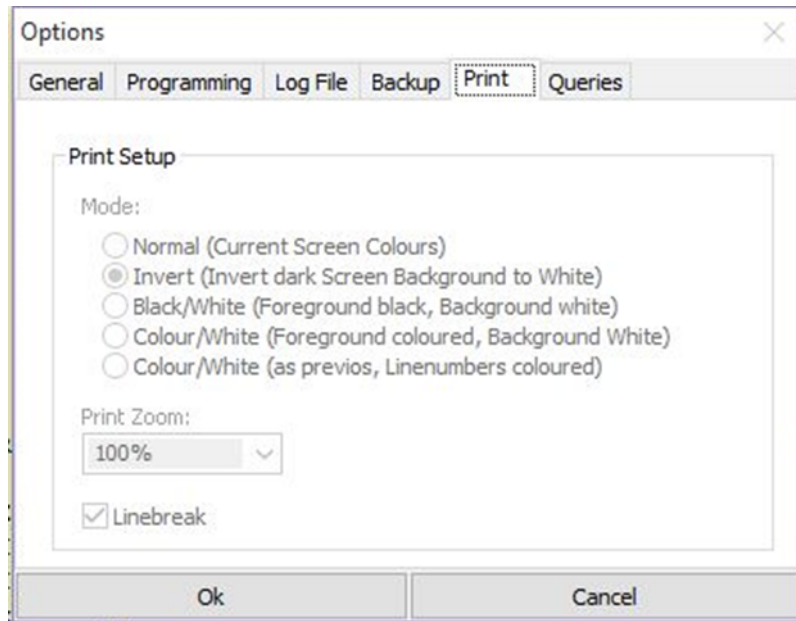 Options
General Programming Log File Backup Print Queries
Print Setup
Mode:
Normal (Current Screen Colours)
Invert (Invert dark Screen Background to White)
Black/White (Foreground black, Background white)
Colour/White (Foreground coloured, Background White)
Colour/White (as previos, Linenumbers coloured)
Print Zoom:
100%
Linebreak
Ok Cancel